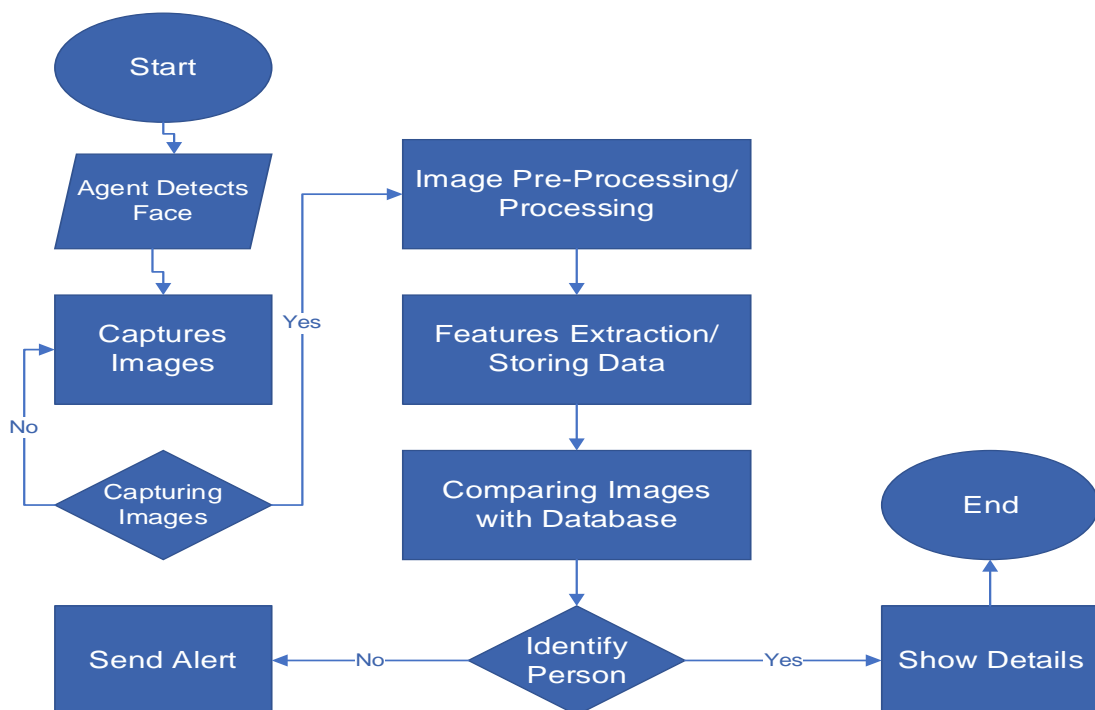 Start
Agent Detects
Face
Captures
Images
No
Capturing
Images
Yes
Image Pre-Processing/
Processing
Features Extraction/
Storing Data
Comparing Images
with Database
Identify
Person
No
Send Alert
Yes
Show Details
End